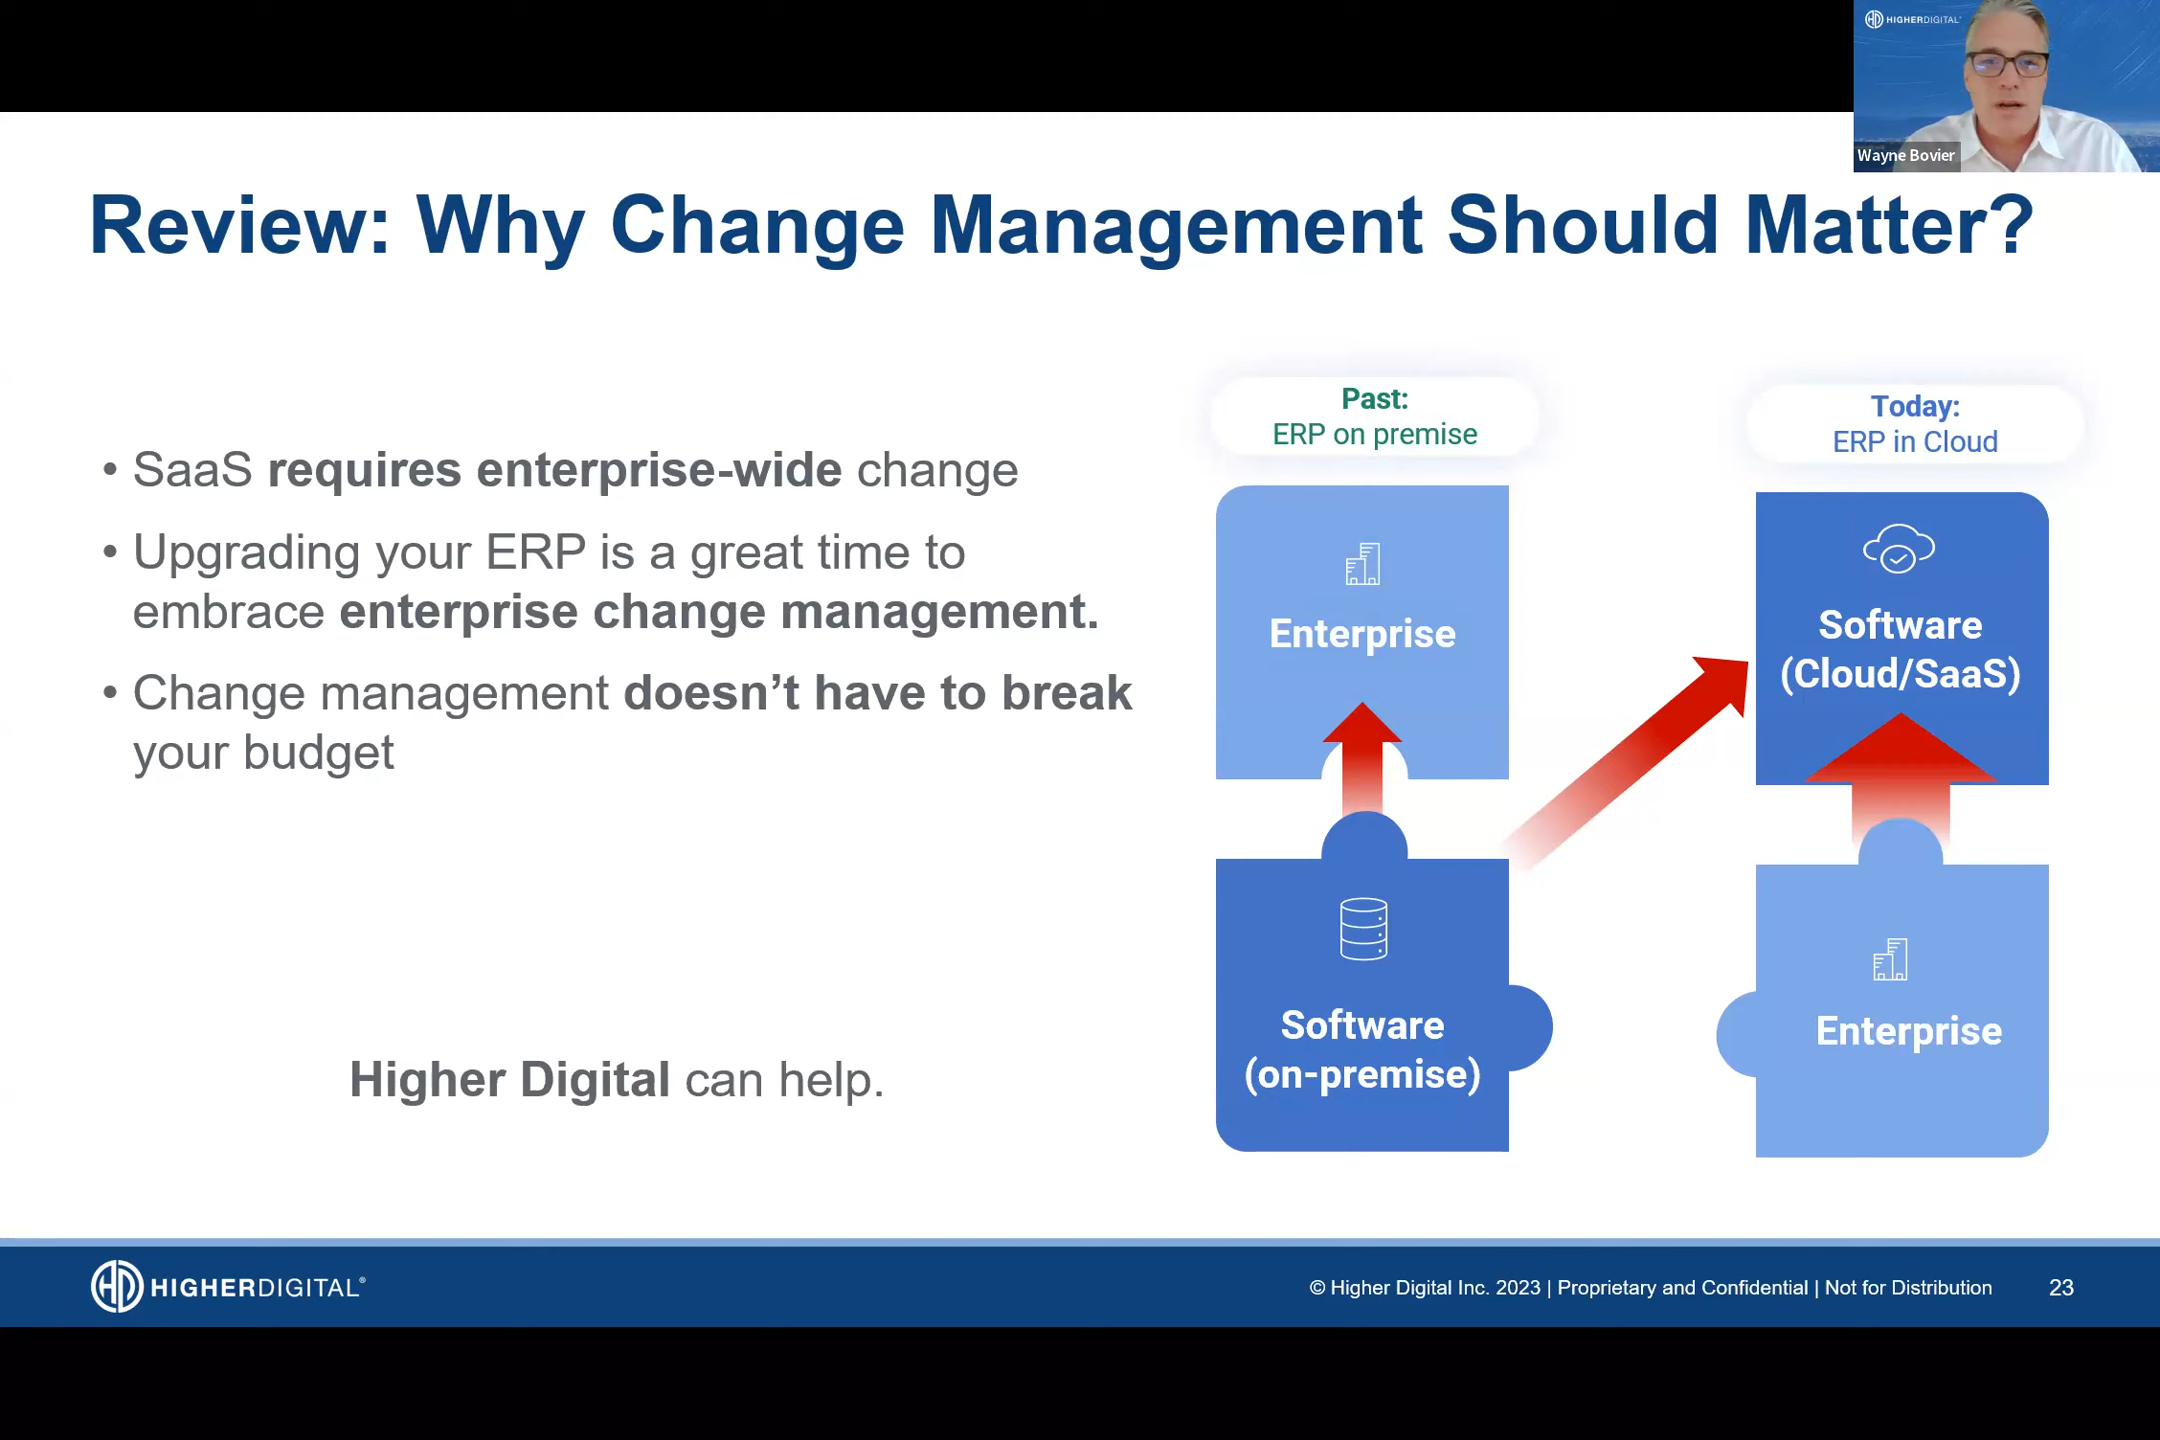 HIGHERDIGITAL
Wayne Bovier
Review: Why Change Management Should Matter?
• SaaS requires enterprise-wide change
• Upgrading your ERP is a great time to
embrace enterprise change management.
• Change management doesn’t have to break
your budget
Higher Digital can help.
Past:
ERP on premise
Enterprise
Software
(on-premise)
Today:
ERP in Cloud
Software
(Cloud/SaaS)
Enterprise
HIGHERDIGITAL®
© Higher Digital Inc. 2023 | Proprietary and Confidential | Not for Distribution 23